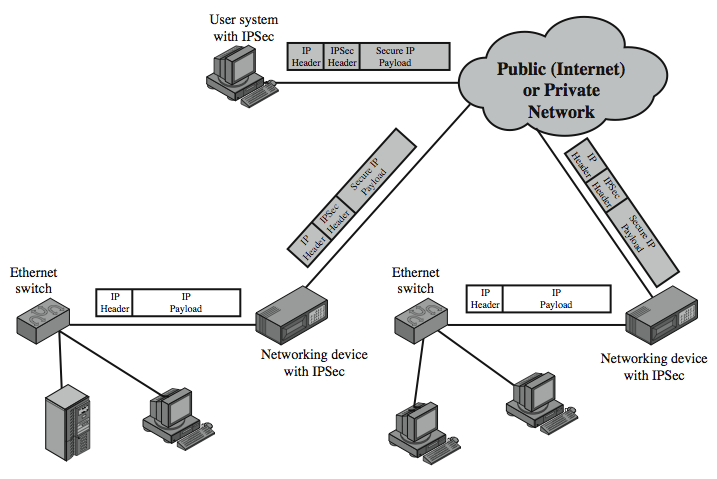 User system
with IPSec
IP
Header
IPSec
Header
Secure IP
Payload
Public (Internet)
or Private
Network
IP
Header
IPSec
Header
Secure IP
Payload
IP
Header
IPSec
Header
Secure IP
Payload
Ethernet
switch
IP
Header
IP
Payload
Networking device
with IPSec
Ethernet
switch
IP
Header
IP
Payload
Networking device
with IPSec